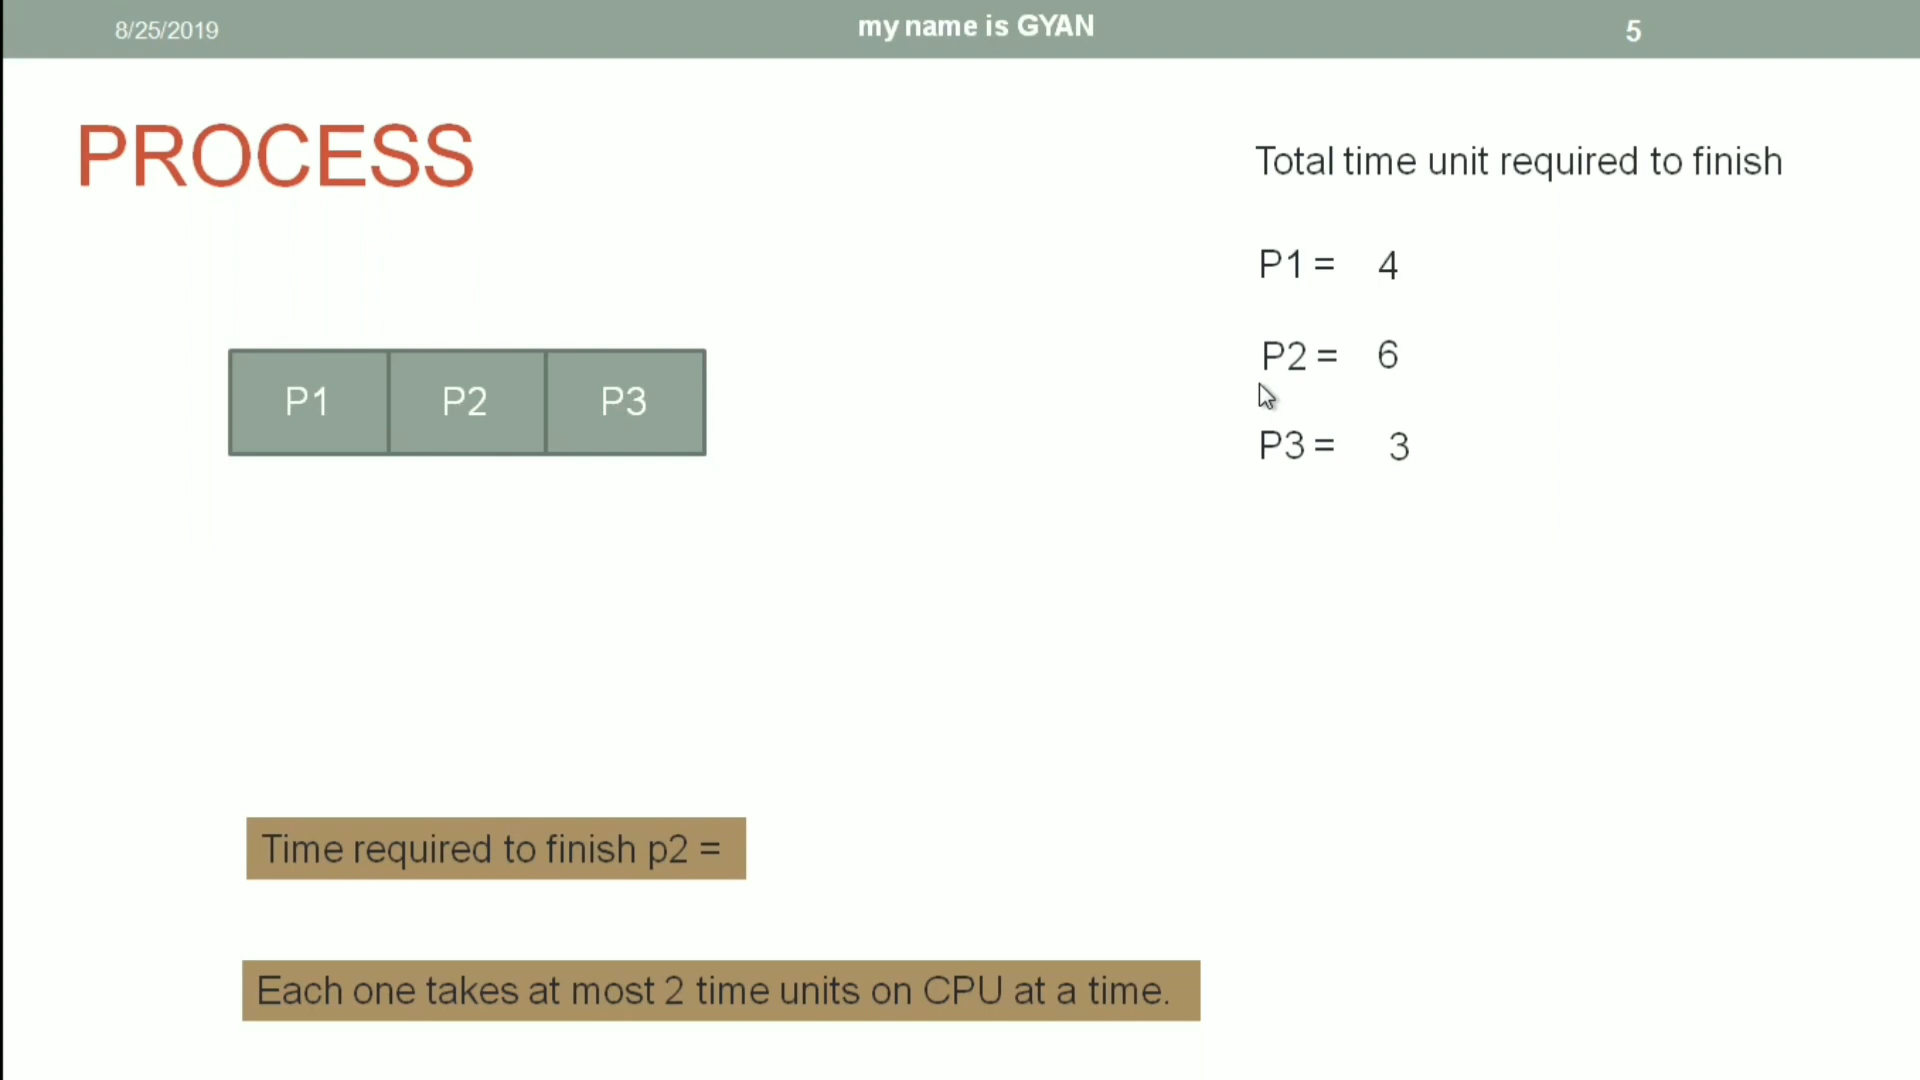 8/25/2019
my name is GYAN
5
PROCESS
Total time unit required to finish
P1 = 4
P2 = 6
P3 = 3
P1 P2 P3
Time required to finish p2 =
Each one takes at most 2 time units on CPU at a time.